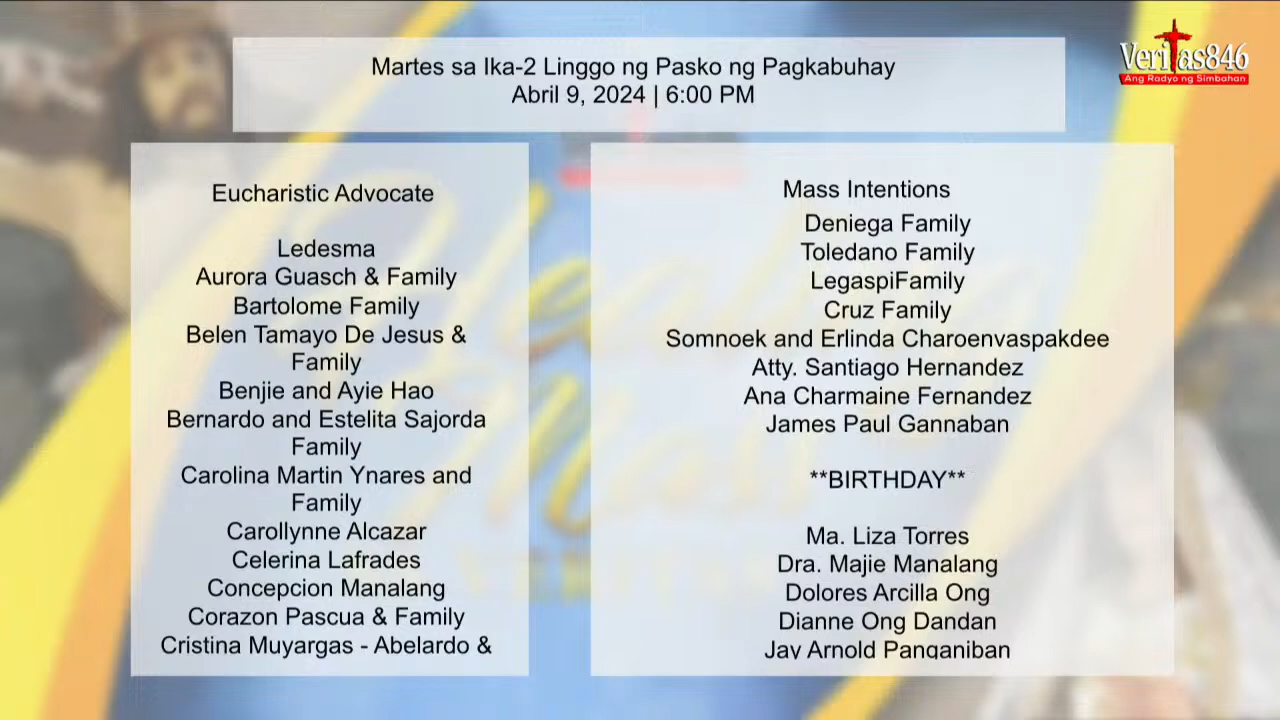 Martes sa Ika-2 Linggo ng Pasko ng Pagkabuhay
Abril 9, 2024 | 6:00 PM
Veritas846
Ang Radyo ng Simbahan
Eucharistic Advocate
Ledesma
Aurora Guasch & Family
Bartolome Family
Belen Tamayo De Jesus &
Family
Benjie and Ayie Hao
Bernardo and Estelita Sajorda
Family
Carolina Martin Ynares and
Family
Carollynne Alcazar
Celerina Lafrades
Concepcion Manalang
Corazon Pascua & Family
Cristina Muyargas - Abelardo &
Mass Intentions
Deniega Family
Toledano Family
LegaspiFamily
Cruz Family
Somnoek and Erlinda Charoenvaspakdee
Atty. Santiago Hernandez
Ana Charmaine Fernandez
James Paul Gannaban
**BIRTHDAY**
Ma. Liza Torres
Dra. Majie Manalang
Dolores Arcilla Ong
Dianne Ong Dandan
Jay Arnold Panganiban